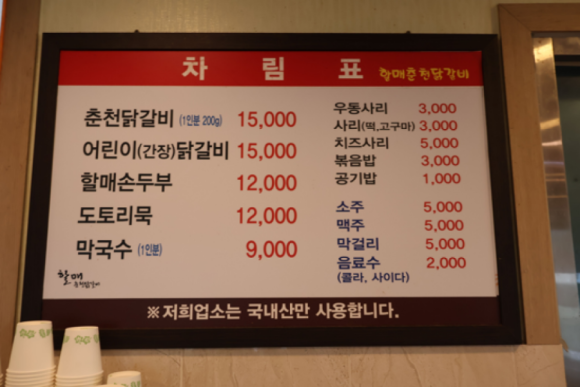 차림표 할매춘천닭갈비
춘천닭갈비 (1인분 200g) 15,000
어린이(간장)닭갈비 15,000
할매손두부 12,000
도토리묵 12,000
막국수 (1인분) 9,000
할매
춘천닭갈비
우동사리 3,000
사리(떡,고구마) 3,000
치즈사리 5,000
볶음밥 3,000
공기밥 1,000
소주 5,000
맥주 5,000
막걸리 5,000
음료수 2,000
(콜라, 사이다)
※저희업소는 국내산만 사용합니다.